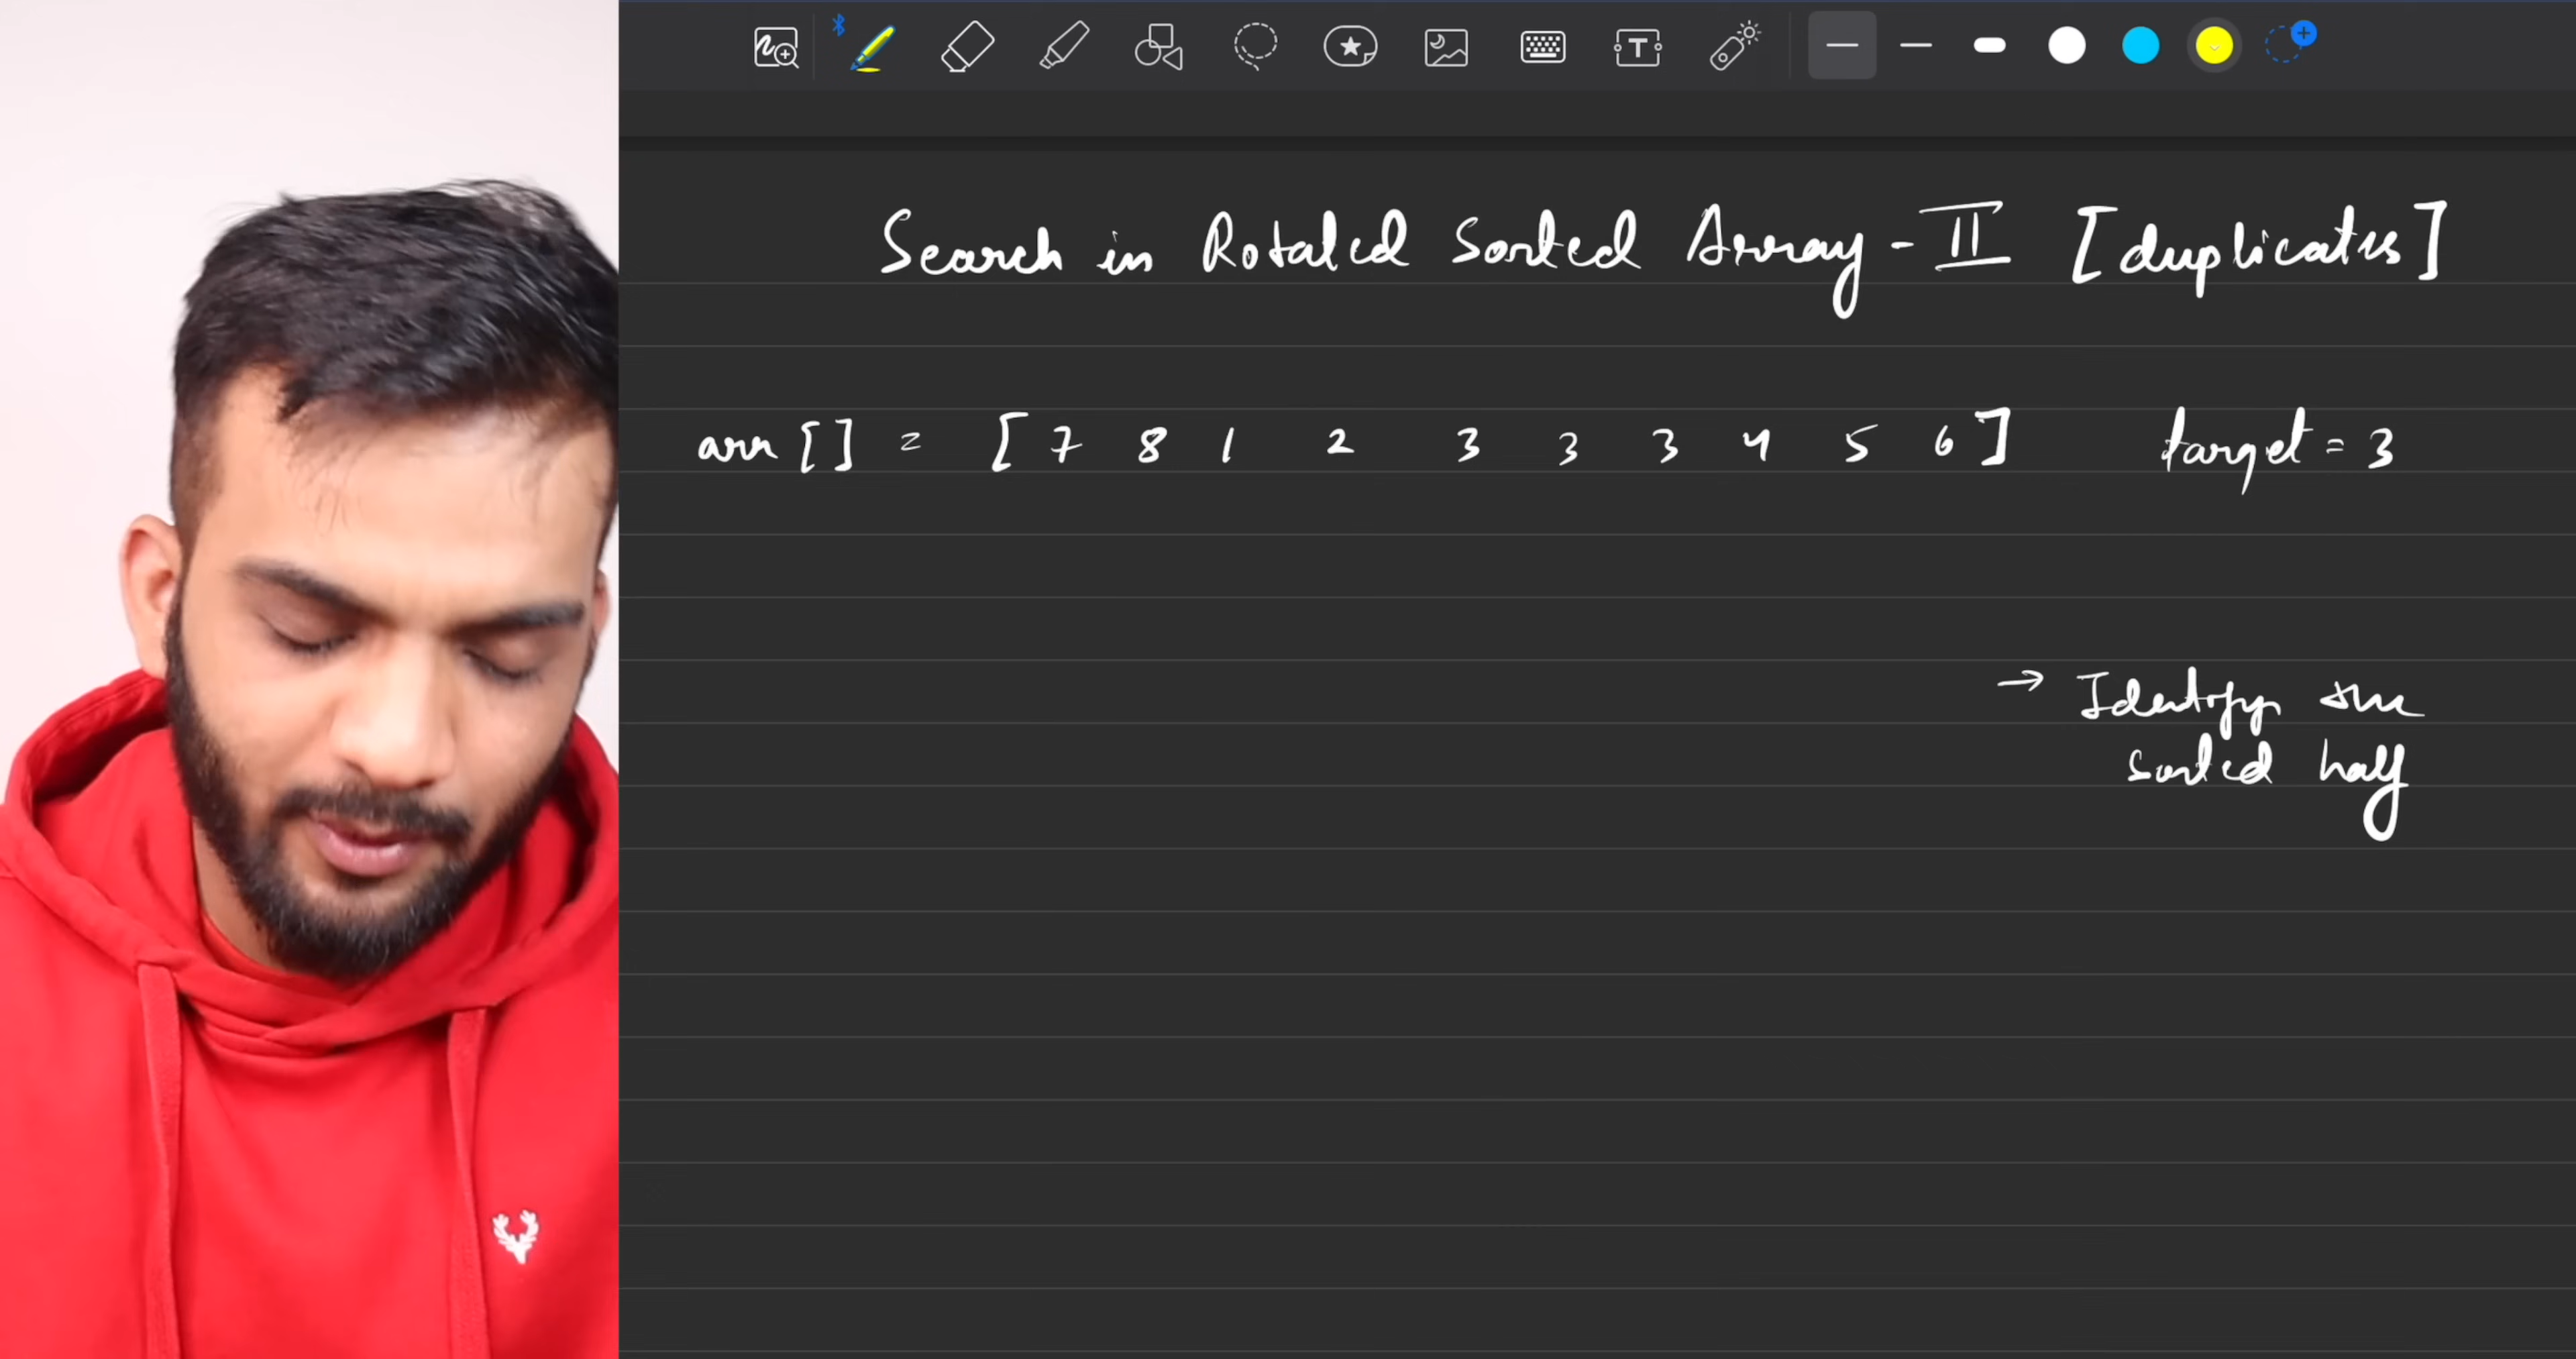 Search in Rotated Sorted Array - II [duplicates]
arr [] = [ 7 8 1 2 3 3 3 4 5 6 ] target = 3
→ Identify the
sorted half